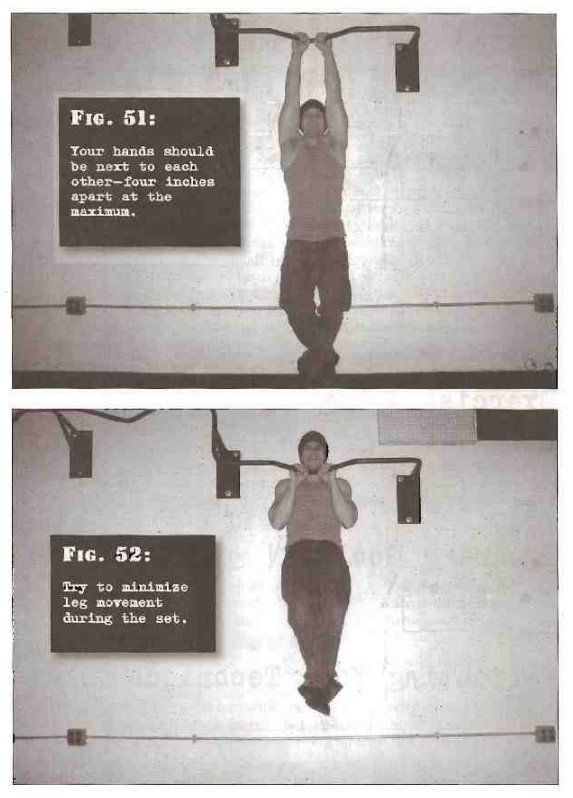 FIG. 51:
Your hands should
be next to each
other—four inches
apart at the
maximum.
FIG. 52:
Try to minimize
leg movement
during the set.